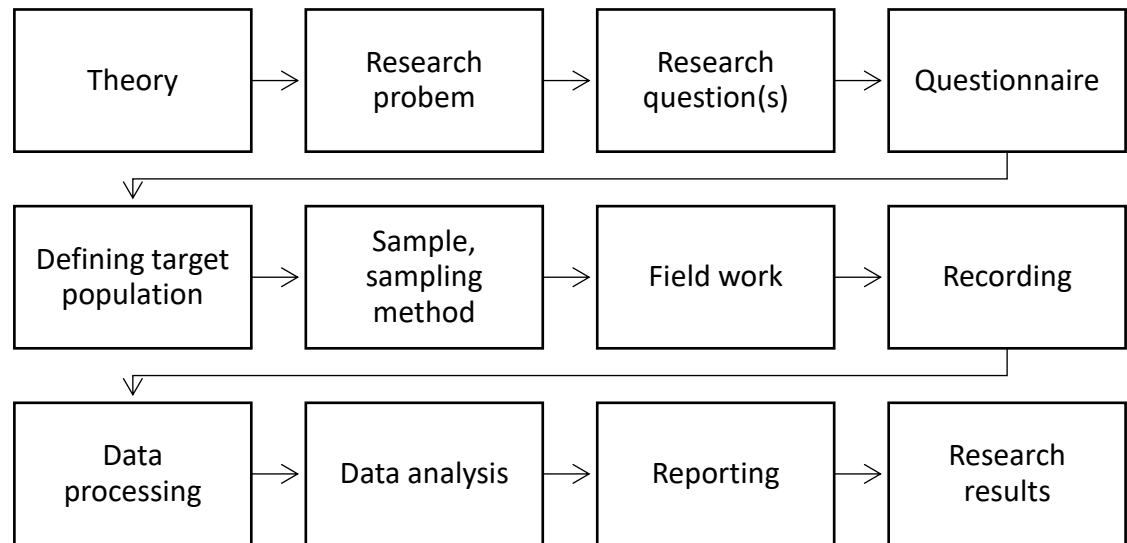 Theory
Research
probem
Research
question(s)
Questionnaire
Defining target
population
Sample,
sampling
method
Field work
Recording
Data
processing
Data analysis
Reporting
Research
results